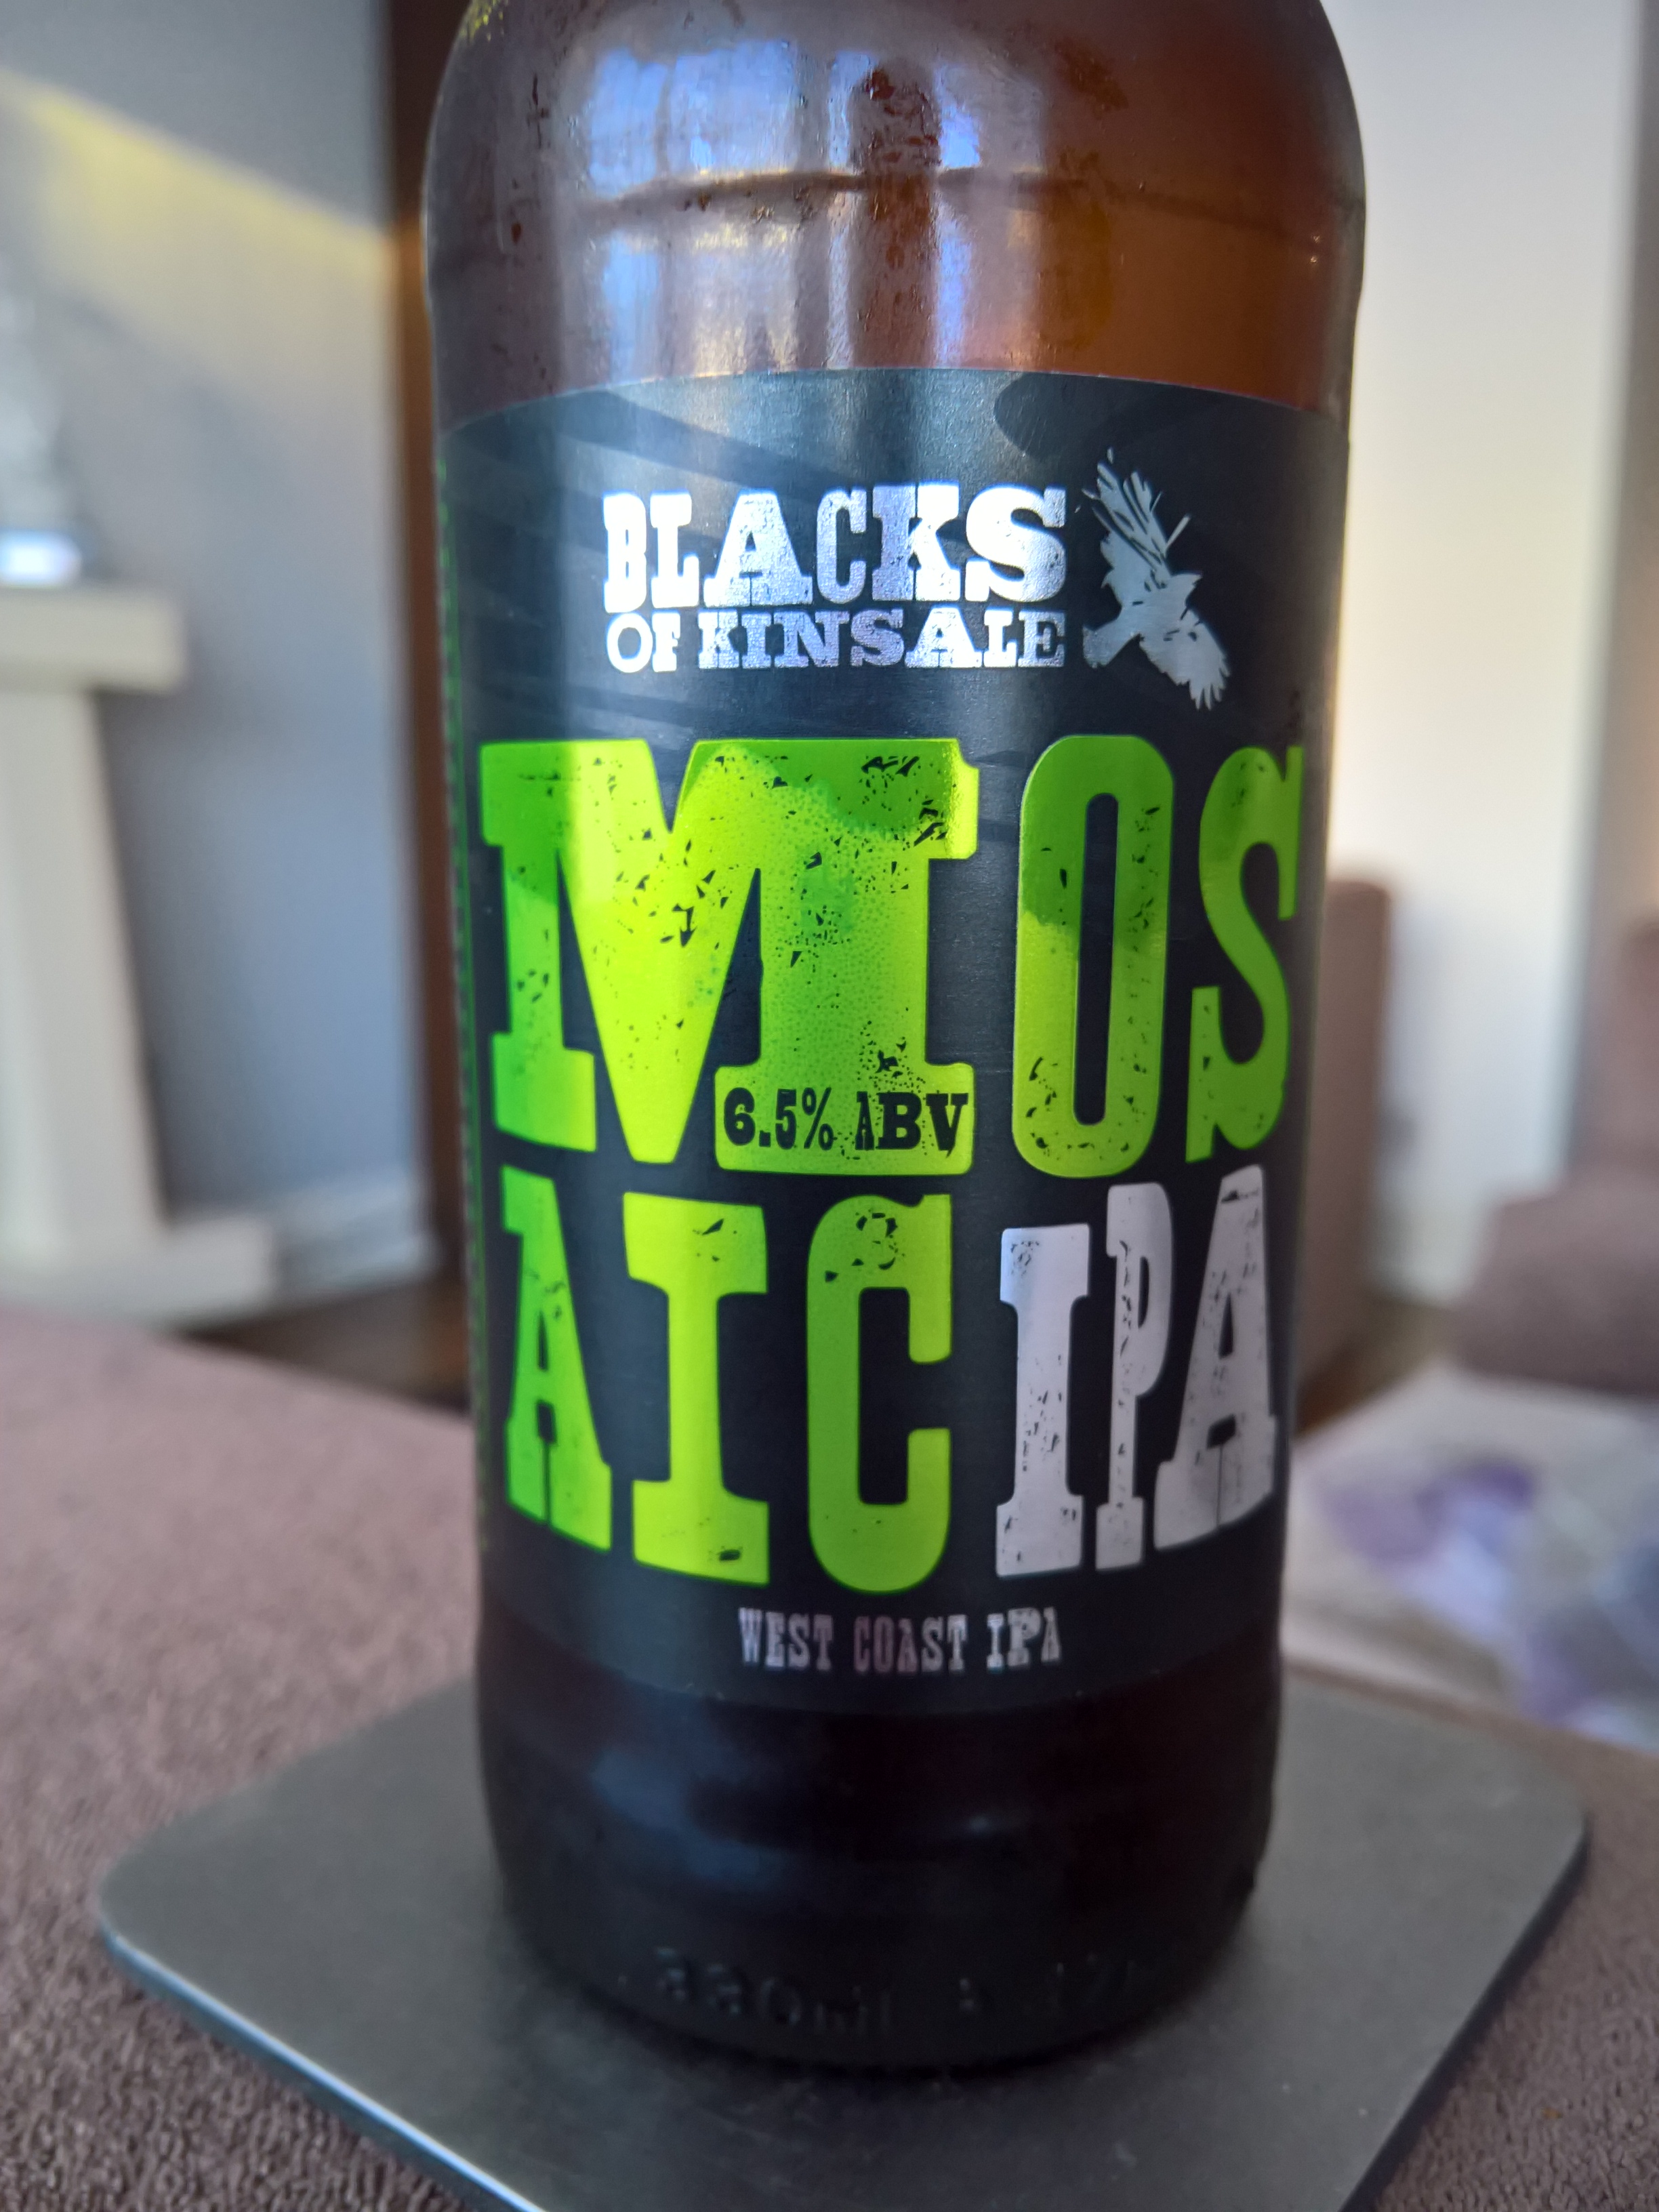 BLACKS
OF KINSALE
MOS
6.5% ABV
AIC IPA
WEST COAST IPA